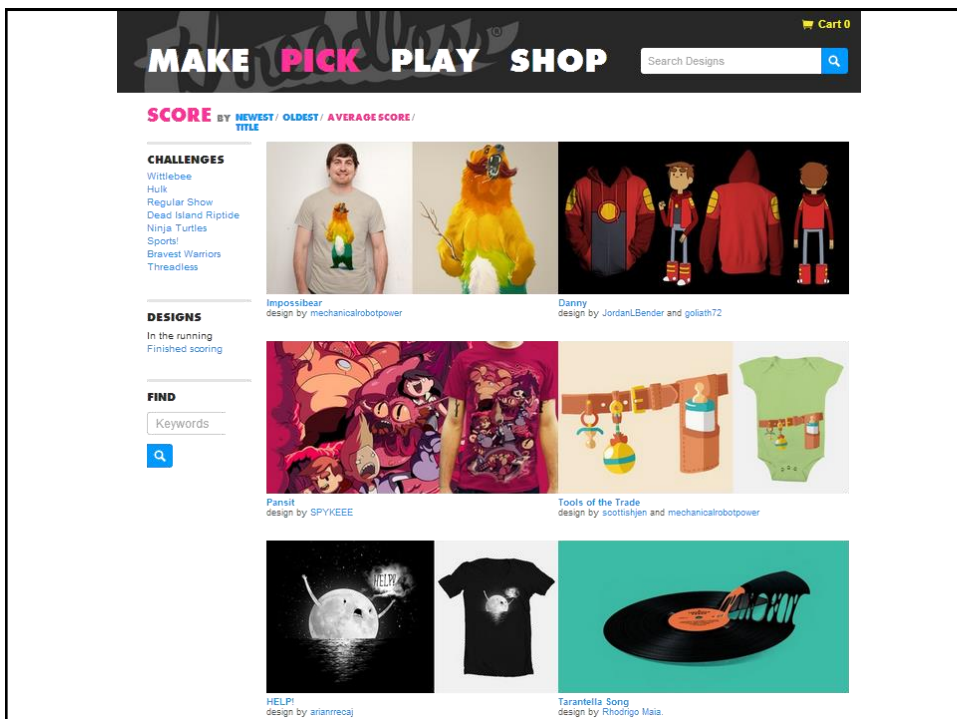 threadless®
Cart 0
MAKE PICK PLAY SHOP
Search Designs
SCORE BY NEWEST / OLDEST / AVERAGE SCORE /
TITLE
CHALLENGES
Wittlebee
Hulk
Regular Show
Dead Island Riptide
Ninja Turtles
Sports!
Bravest Warriors
Threadless
DESIGNS
In the running
Finished scoring
FIND
Keywords
Impossibear
design by mechanicalrobotpower
Danny
design by JordanLBender and goliath72
Pansit
design by SPYKEEE
Tools of the Trade
design by scottishjen and mechanicalrobotpower
HELP!
HELP!
design by arianrrecaj
Tarantella Song
design by Rhodrigo Maia.